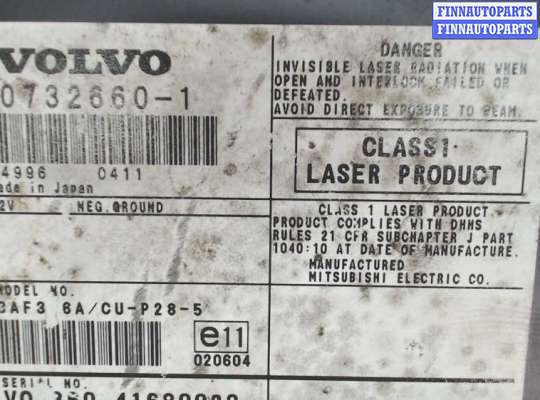 FINNAUTOPARTS
FINNAUTOPARTS
VOLVO
0732660-1
4996 0411
ade in Japan
2V NEG. GROUND
MODEL NO.
3AF3 6A/CU-P28-5
e11
020604
SERIAL NO.
DANGER
INVISIBLE LASER RADIATION WHEN
OPEN AND INTERLOCK FAILED OR
DEFEATED.
AVOID DIRECT EXPOSURE TO BEAM.
CLASS1
LASER PRODUCT
CLASS 1 LASER PRODUCT
PRODUCT COMPLIES WITH DHHS
RULES 21 CFR SUBCHAPTER J PART
1040:10 AT DATE OF MANUFACTURE.
MANUFACTURED
MITSUBISHI ELECTRIC CO.